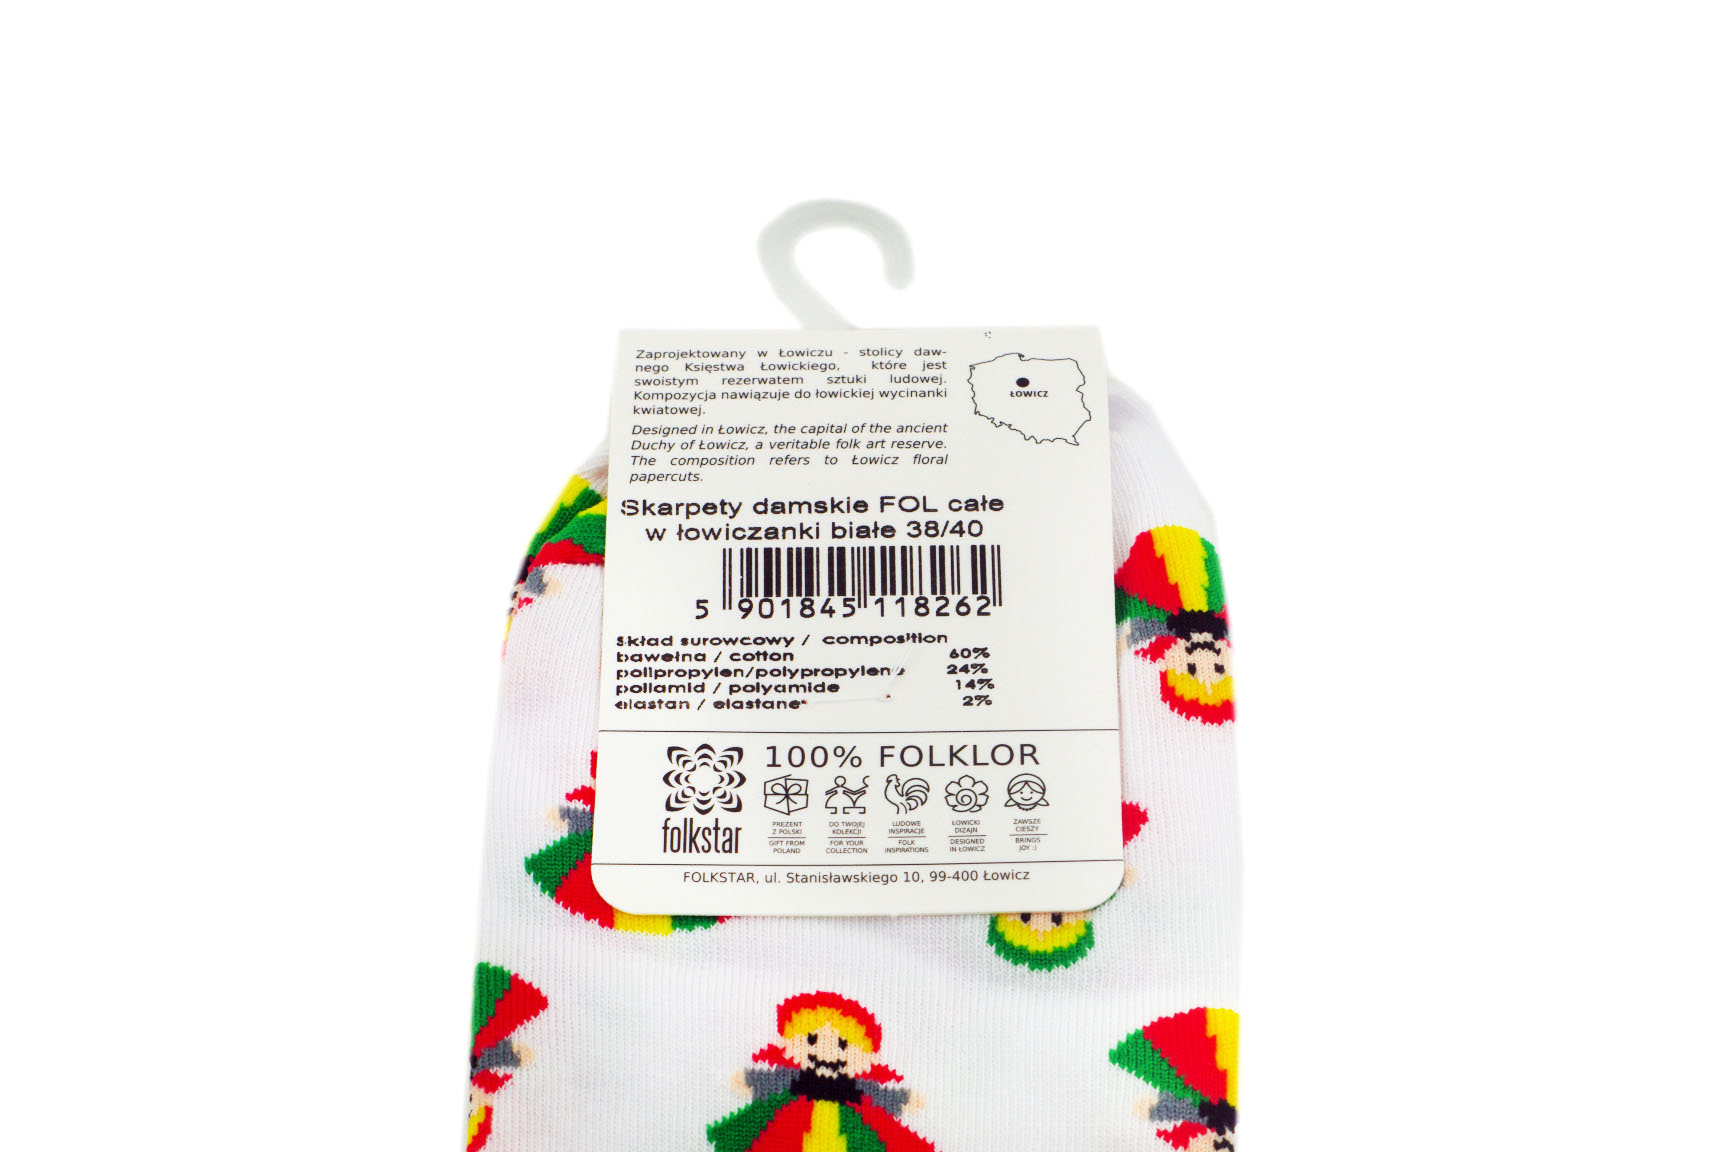 Zaprojektowany w Łowiczu - stolicy daw-
nego Księstwa Łowickiego, które jest
swoistym rezerwatem sztuki ludowej.
Kompozycja nawiązuje do łowickiej wycinanki
kwiatowej.
Designed in Łowicz, the capital of the ancient
Duchy of Łowicz, a veritable folk art reserve.
The composition refers to Łowicz floral
papercuts.
ŁOWICZ
Skarpety damskie FOL całe
w łowiczanki białe 38/40
5 901845 118262
Skład surowcowy / composition
bawełna / cotton 60%
polipropylen/polypropylene 24%
poliamid / polyamide 14%
elastan / elastane 2%
100% FOLKLOR
folkstar
PREZENT
Z POLSKI
GIFT FROM
POLAND
DO TWOJEJ
KOLEKCJI
FOR YOUR
COLLECTION
LUDOWE
INSPIRACJE
FOLK
INSPIRATIONS
ŁOWICKI
DIZAJN
DESIGNED
IN ŁOWICZ
ZAWSZE
CIESZY
BRINGS
JOY :)
FOLKSTAR, ul. Stanisławskiego 10, 99-400 Łowicz